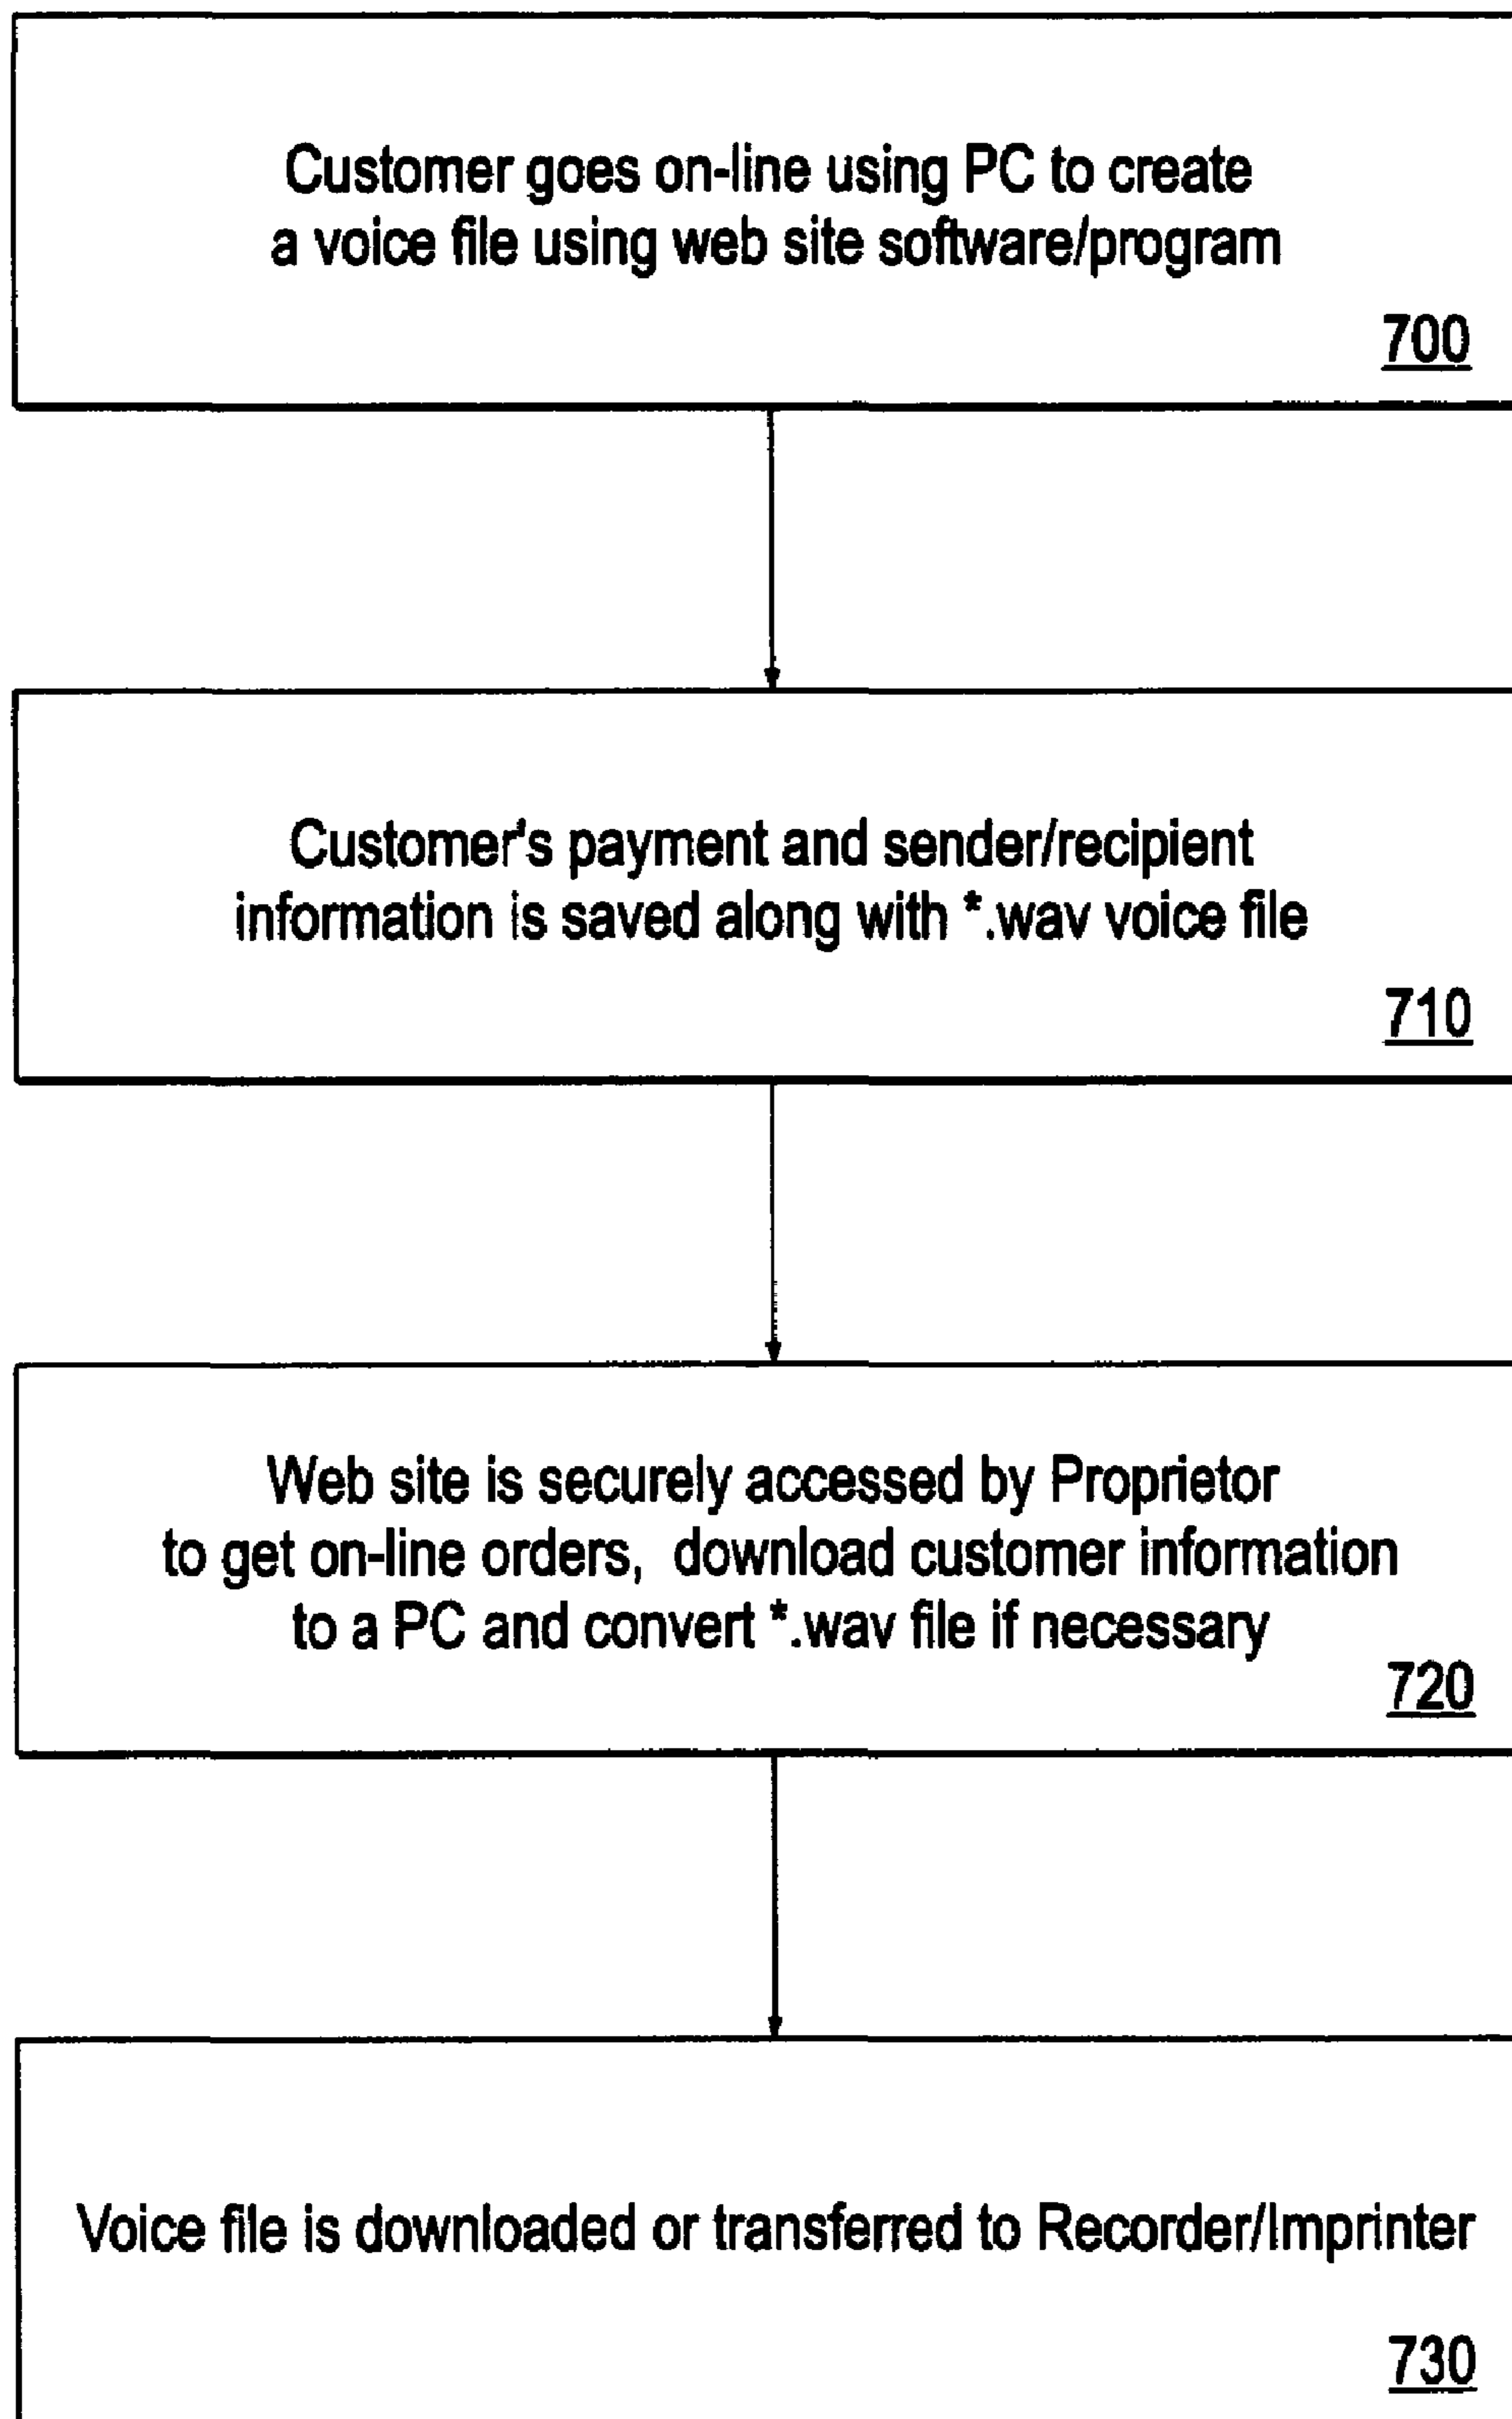 Customer goes on-line using PC to create
a voice file using web site software/program
700
Customer's payment and sender/recipient
information is saved along with *.wav voice file
710
Web site is securely accessed by Proprietor
to get on-line orders, download customer information
to a PC and convert *.wav file if necessary
720
Voice file is downloaded or transferred to Recorder/Imprinter
730